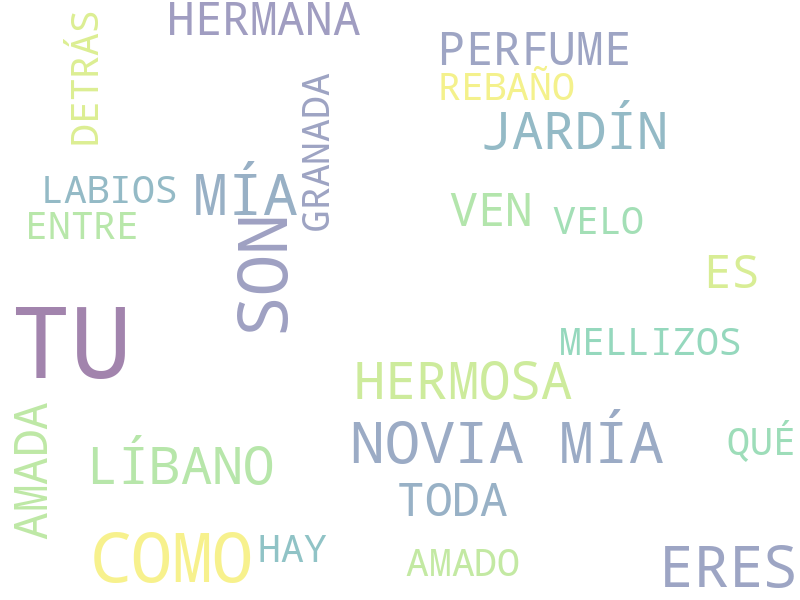 HERMANA
DETRÁS
PERFUME
REBAÑO
GRANADA
JARDÍN
LABIOS
MÍA
ENTRE
VEN
VELO
SON
ES
TU
MELLIZOS
HERMOSA
AMADA
NOVIA MÍA
QUÉ
LÍBANO
TODA
COMO
HAY
AMADO
ERES